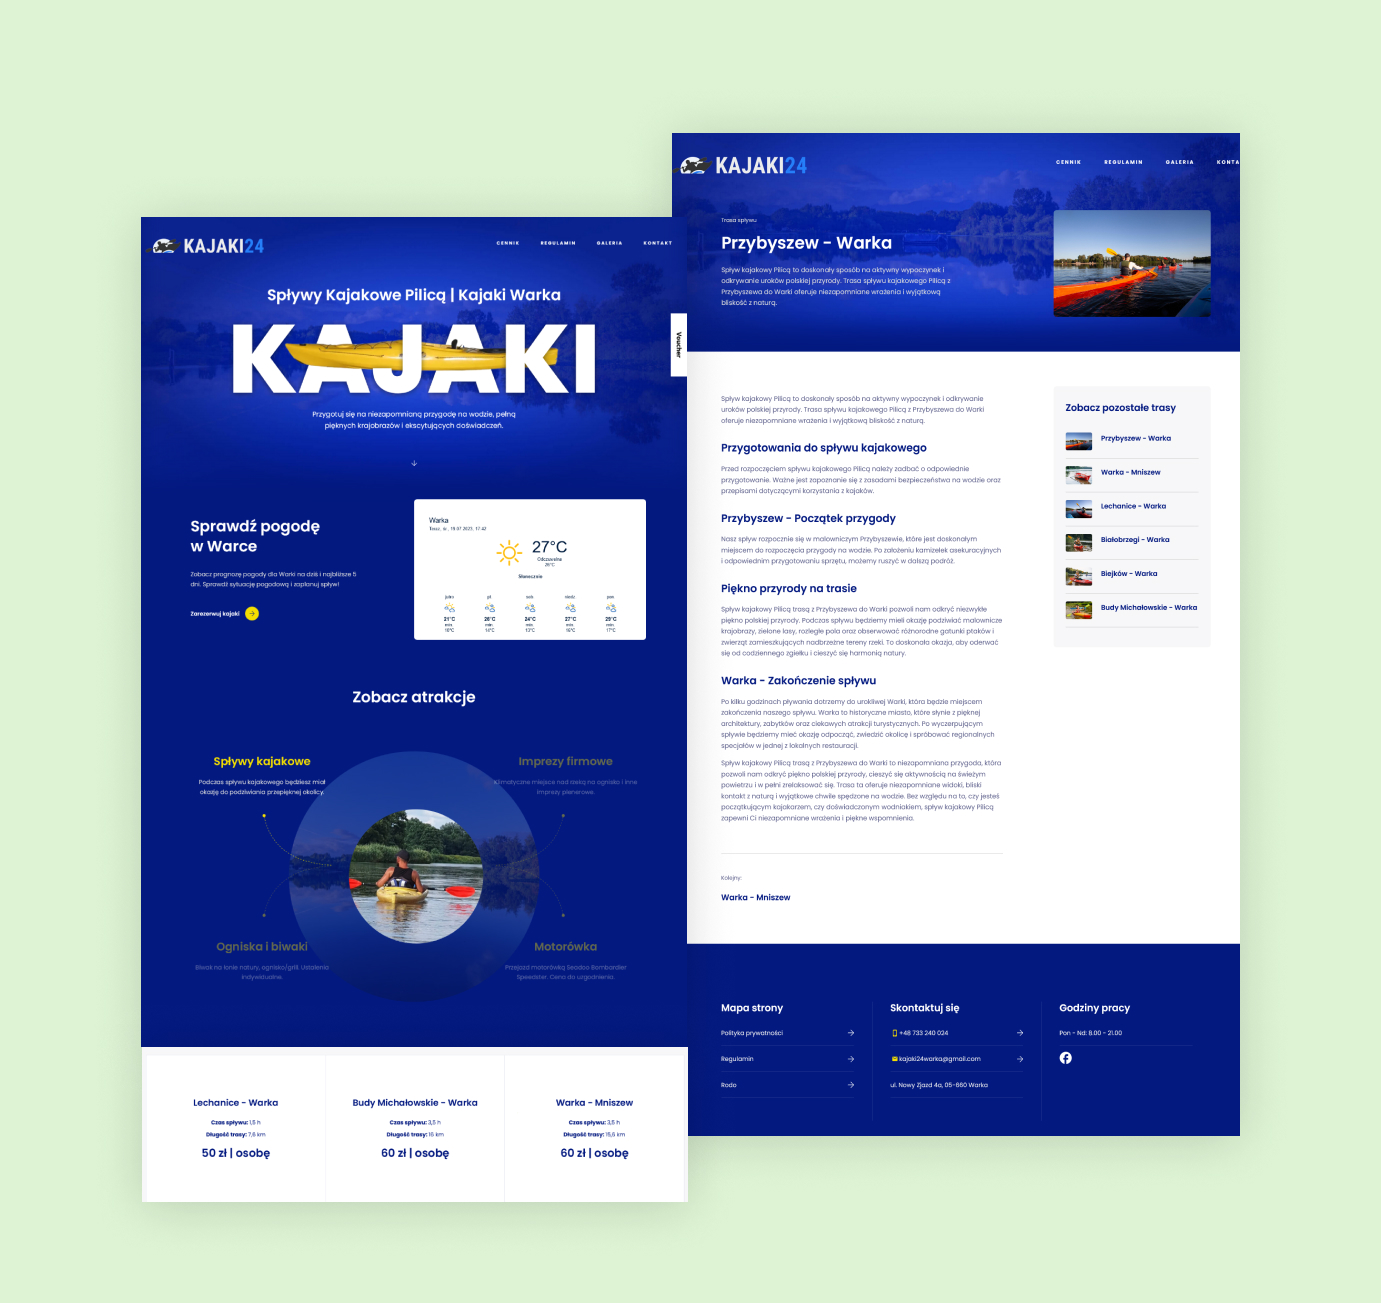 KAJAKI24
CENNIK
REGULAMIN
GALERIA
KONTAKT
Spływy Kajakowe Pilicą | Kajaki Warka
KAJAKI
Voucher
Przygotuj się na niezapomnianą przygodę na wodzie, pełną
pięknych krajobrazów i ekscytujących doświadczeń.
Sprawdź pogodę
w Warce
Zobacz prognozę pogody dla Warki na dziś i najbliższe 5
dni. Sprawdź sytuację pogodową i zaplanuj spływ!
Zarezerwuj kajaki
Warka
Teraz, śr., 19.07.2023, 17:42
27°C
Odczuwalna
26°C
Słonecznie
jutro
pt
sob.
niedz
pon
21°C
26°C
24°C
27°C
29°C
min.
min.
min.
min.
min.
10°C
14°C
13°C
16°C
17°C
Zobacz atrakcje
Spływy kajakowe
Podczas spływu kajakowego będziesz miał
okazję do podziwiania przepięknej okolicy.
Imprezy firmowe
Klimatyczne miejsce nad rzeką na ognisko i inne
imprezy plenerowe.
Ogniska i biwaki
Biwak na łonie natury, ognisko/grill. Ustalenia
indywidualne.
Motorówka
Przejazd motorówką Seadoo Bombardier
Speedster. Cena do uzgodnienia.
Lechanice - Warka
Czas spływu: 1,5 h
Długość trasy: 7,6 km
50 zł | osobę
Budy Michałowskie - Warka
Czas spływu: 3,5 h
Długość trasy: 16 km
60 zł | osobę
Warka - Mniszew
Czas spływu: 3,5 h
Długość trasy: 15,6 km
60 zł | osobę
KAJAKI24
CENNIK
REGULAMIN
GALERIA
KONTA
Trasa spływu
Przybyszew - Warka
Spływ kajakowy Pilicą to doskonały sposób na aktywny wypoczynek i
odkrywanie uroków polskiej przyrody. Trasa spływu kajakowego Pilicą z
Przybyszewa do Warki oferuje niezapomniane wrażenia i wyjątkową
bliskość z naturą.
Spływ kajakowy Pilicą to doskonały sposób na aktywny wypoczynek i odkrywanie
uroków polskiej przyrody. Trasa spływu kajakowego Pilicą z Przybyszewa do Warki
oferuje niezapomniane wrażenia i wyjątkową bliskość z naturą.
Przygotowania do spływu kajakowego
Przed rozpoczęciem spływu kajakowego Pilicą należy zadbać o odpowiednie
przygotowanie. Ważne jest zapoznanie się z zasadami bezpieczeństwa na wodzie oraz
przepisami dotyczącymi korzystania z kajaków.
Przybyszew - Początek przygody
Nasz spływ rozpocznie się w malowniczym Przybyszewie, które jest doskonałym
miejscem do rozpoczęcia przygody na wodzie. Po założeniu kamizelek asekuracyjnych
i odpowiednim przygotowaniu sprzętu, możemy ruszyć w dalszą podróż.
Piękno przyrody na trasie
Spływ kajakowy Pilicą trasą z Przybyszewa do Warki pozwoli nam odkryć niezwykłe
piękno polskiej przyrody. Podczas spływu będziemy mieli okazję podziwiać malownicze
krajobrazy, zielone lasy, rozległe pola oraz obserwować różnorodne gatunki ptaków i
zwierząt zamieszkujących nadbrzeżne tereny rzeki. To doskonała okazja, aby oderwać
się od codziennego zgiełku i cieszyć się harmonią natury.
Warka - Zakończenie spływu
Po kilku godzinach pływania dotrzemy do urokliwej Warki, która będzie miejscem
zakończenia naszego spływu. Warka to historyczne miasto, które słynie z pięknej
architektury, zabytków oraz ciekawych atrakcji turystycznych. Po wyczerpującym
spływie będziemy mieć okazję odpocząć, zwiedzić okolicę i spróbować regionalnych
specjałów w jednej z lokalnych restauracji.
Spływ kajakowy Pilicą trasą z Przybyszewa do Warki to niezapomniana przygoda, która
pozwoli nam odkryć piękno polskiej przyrody, cieszyć się aktywnością na świeżym
powietrzu i w pełni zrelaksować się. Trasa ta oferuje niezapomniane widoki, bliski
kontakt z naturą i wyjątkowe chwile spędzone na wodzie. Bez względu na to, czy jesteś
początkującym kajakarzem, czy doświadczonym wodniakiem, spływ kajakowy Pilicą
zapewni Ci niezapomniane wrażenia i piękne wspomnienia.
Kolejny:
Warka - Mniszew
Zobacz pozostałe trasy
Przybyszew - Warka
Warka - Mniszew
Lechanice - Warka
Białobrzegi - Warka
Biejków - Warka
Budy Michałowskie - Warka
Mapa strony
Polityka prywatności
Regulamin
Rodo
Skontaktuj się
+48 733 240 024
kajaki24warka@gmail.com
ul. Nowy Zjazd 4a, 05-660 Warka
Godziny pracy
Pon - Nd: 8.00 - 21.00